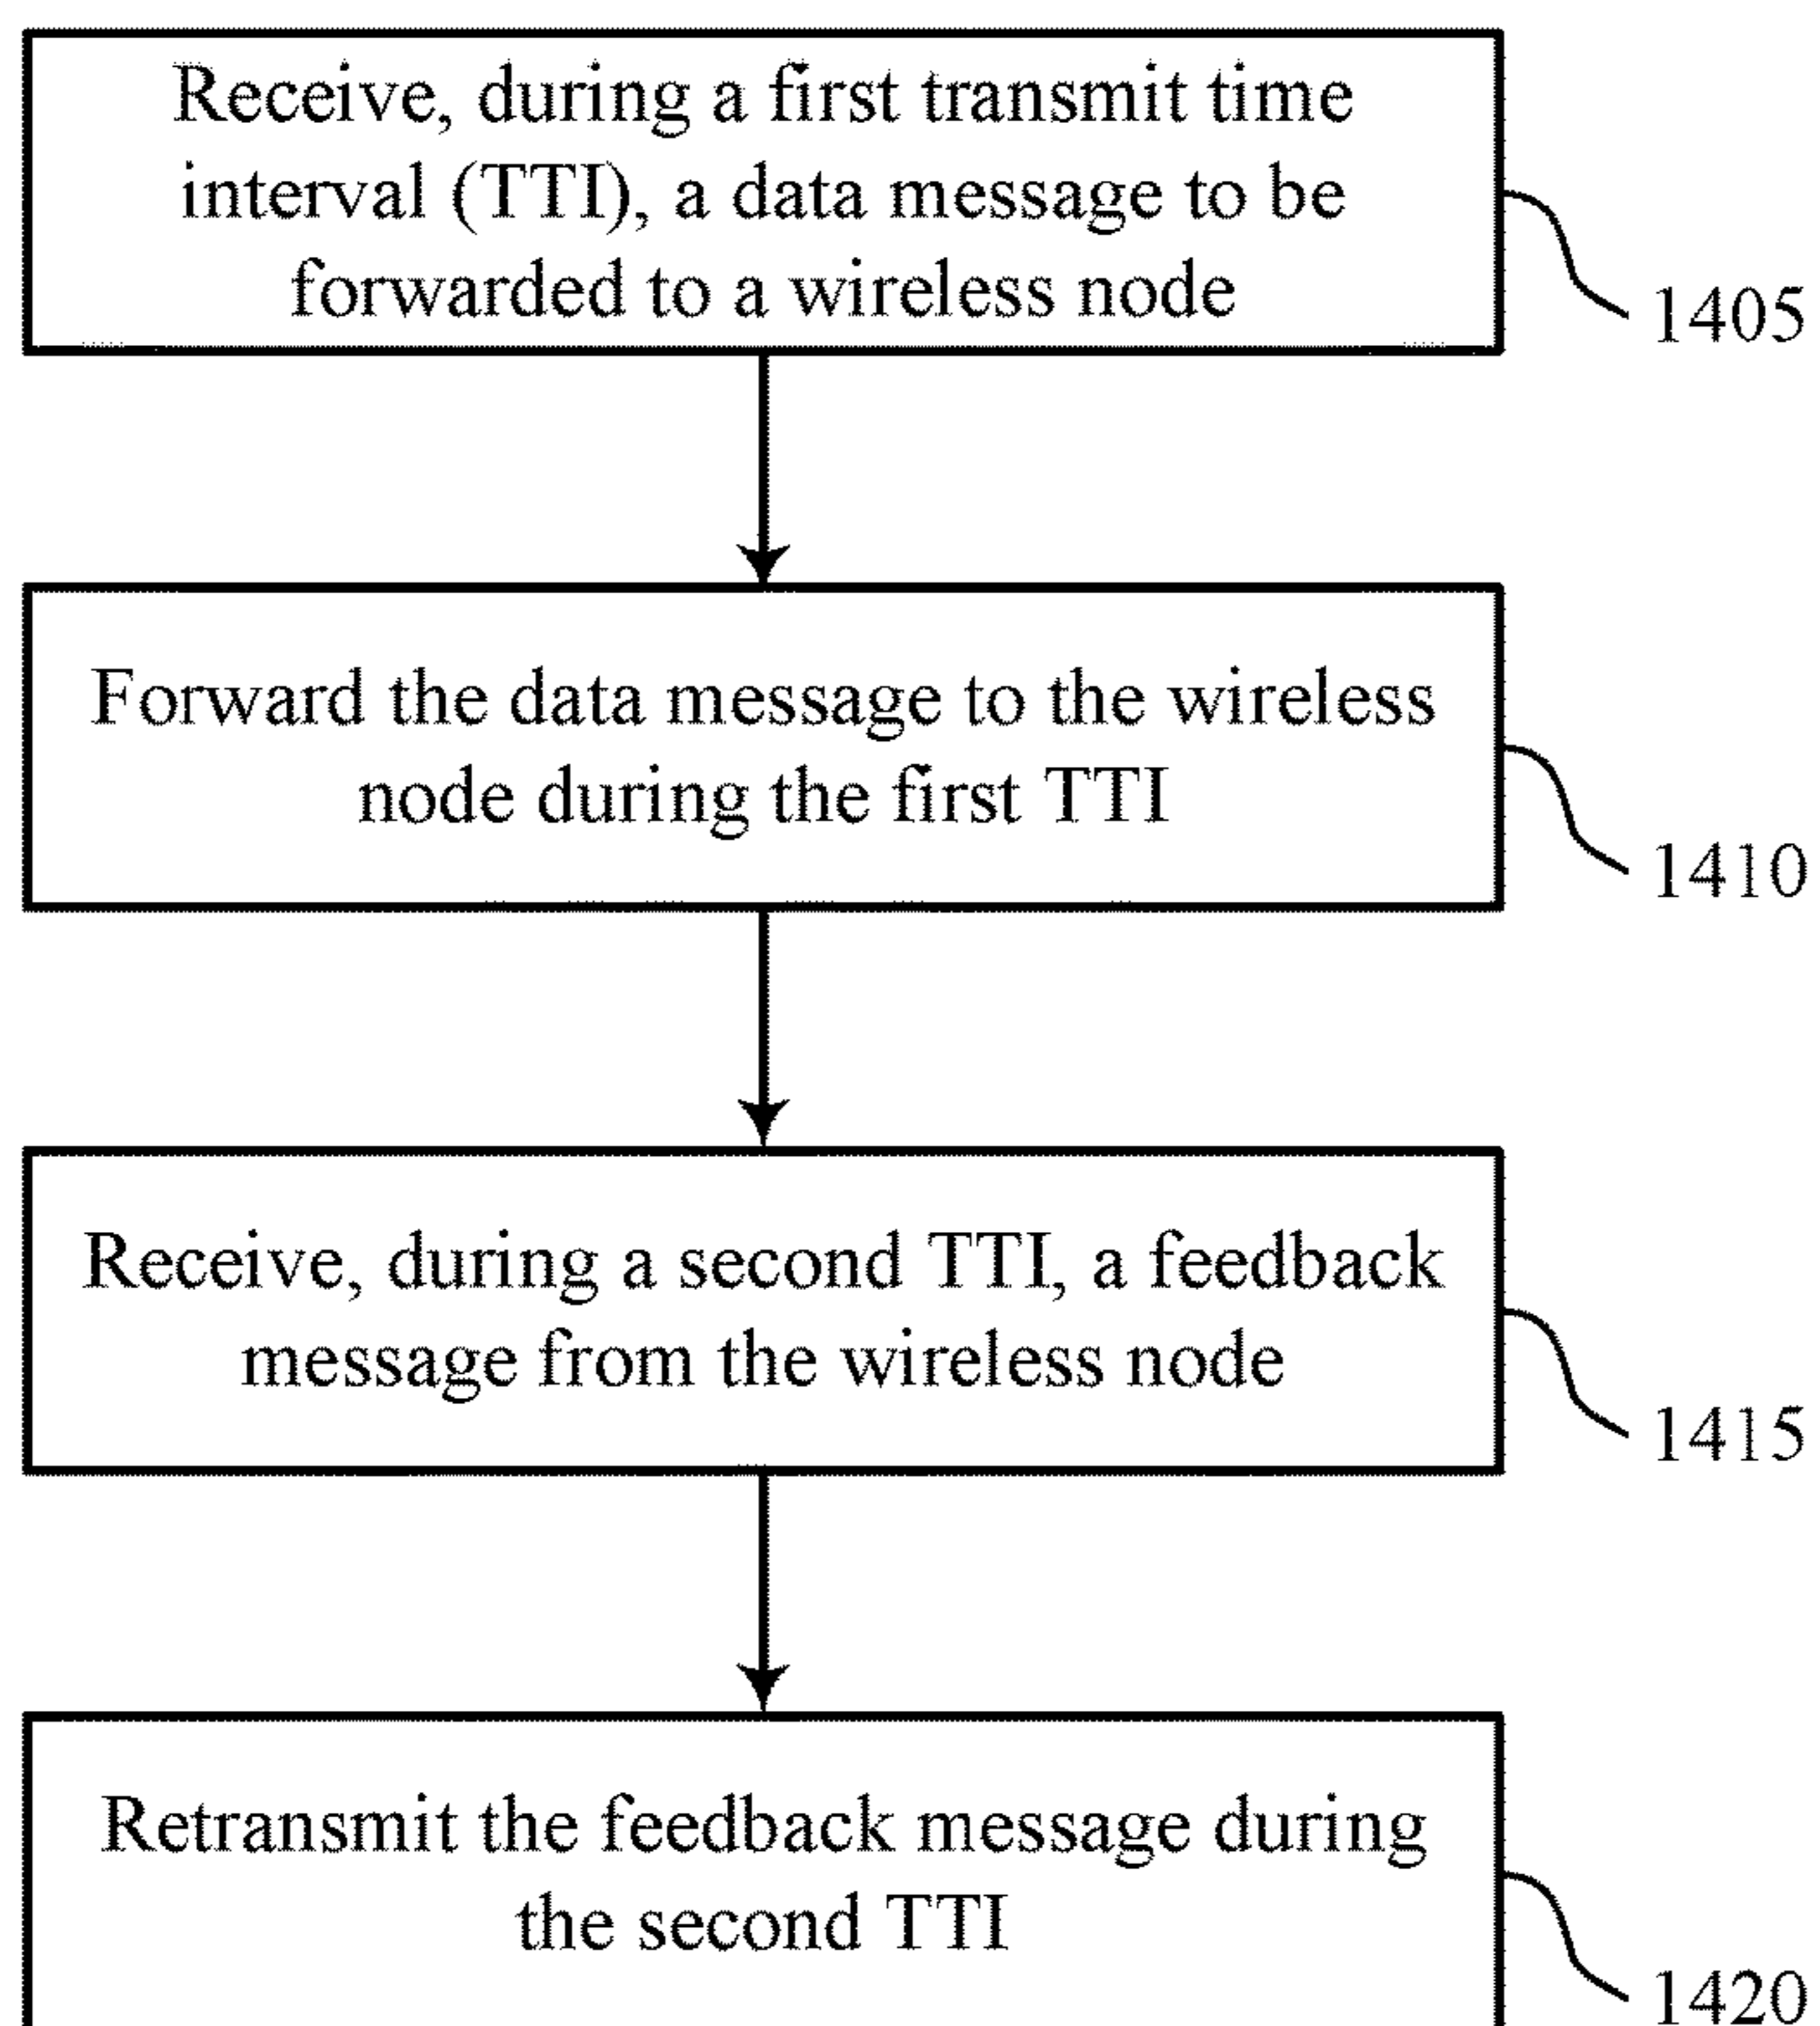 Receive, during a first transmit time
interval (TTI), a data message to be
forwarded to a wireless node
1405
Forward the data message to the wireless
node during the first TTI
1410
Receive, during a second TTI, a feedback
message from the wireless node
1415
Retransmit the feedback message during
the second TTI
1420